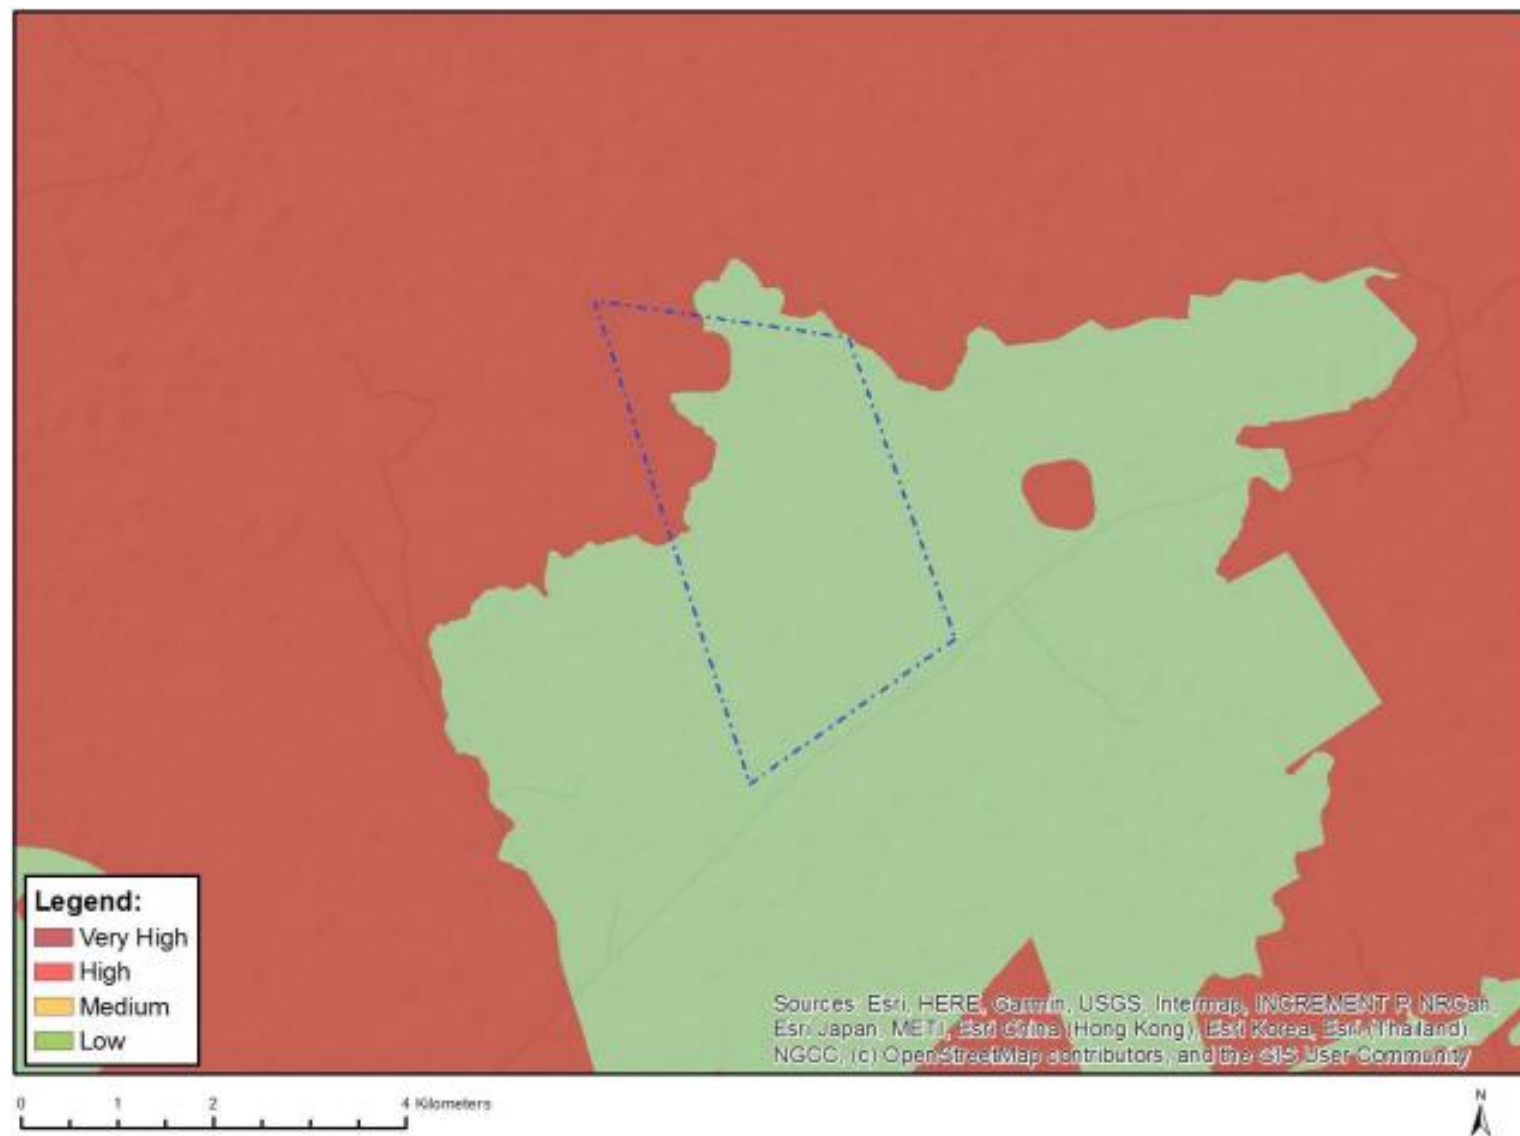 Legend:
Very High
High
Medium
Low
Sources: Esri, HERE, Garmin, USGS, Intermap, INCREMENT P, NRCan,
Esri Japan, METI, Esri China (Hong Kong), Esri Korea, Esri (Thailand),
NGCC, (c) OpenStreetMap contributors, and the GIS User Community
0 1 2 4 Kilometers
N